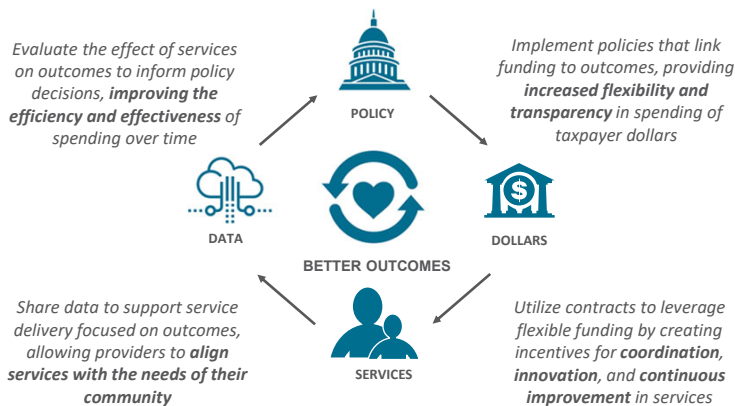 Evaluate the effect of services
on outcomes to inform policy
decisions, improving the
efficiency and effectiveness of
spending over time
POLICY
Implement policies that link
funding to outcomes, providing
increased flexibility and
transparency in spending of
taxpayer dollars
DATA
$
DOLLARS
BETTER OUTCOMES
Share data to support service
delivery focused on outcomes,
allowing providers to align
services with the needs of their
community
SERVICES
Utilize contracts to leverage
flexible funding by creating
incentives for coordination,
innovation, and continuous
improvement in services